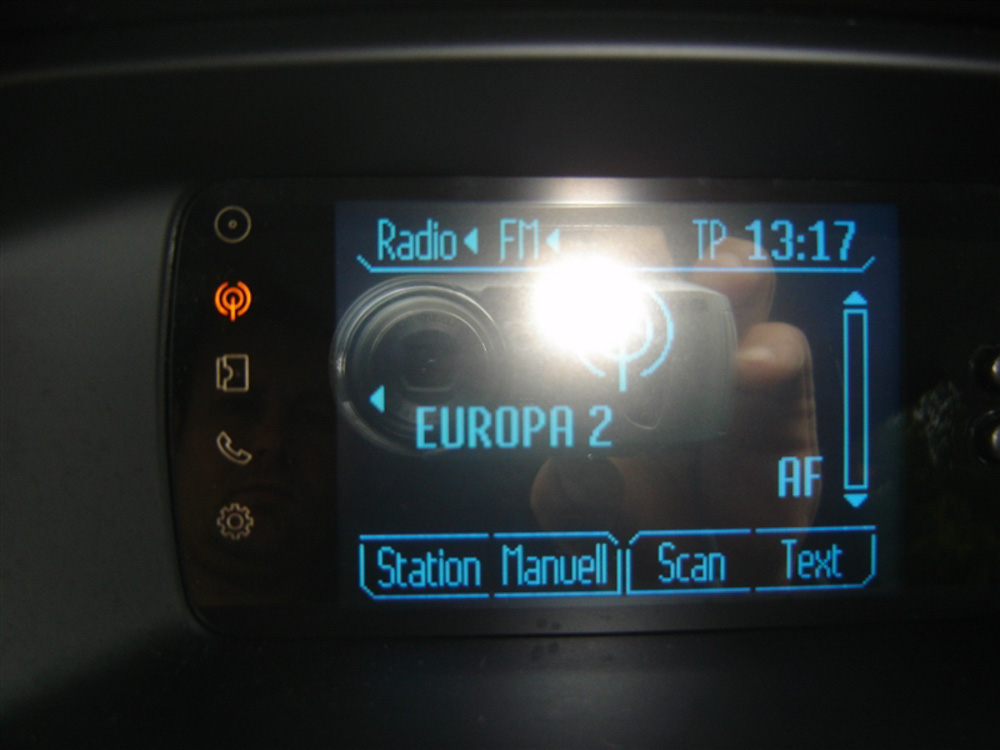 Radio FM TP 13:17
EUROPA 2
AF
Station Manuell Scan Text